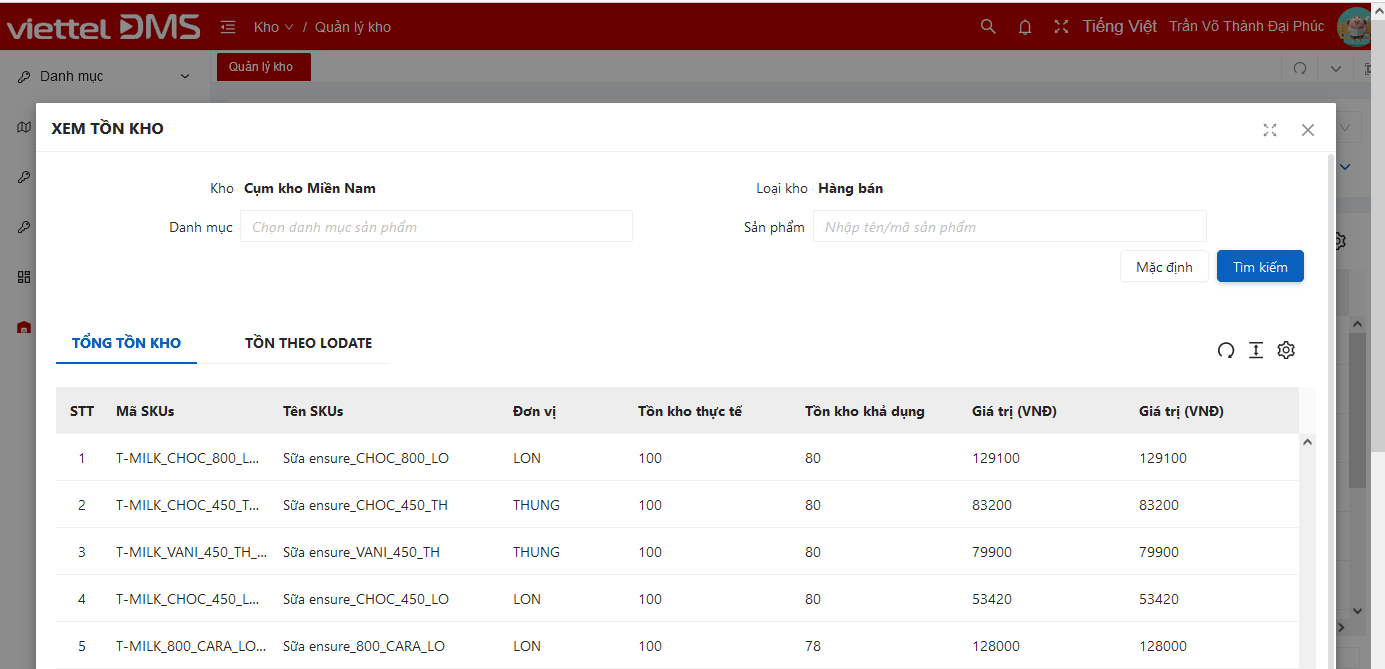 viettel DMS Kho / Quản lý kho Tiếng Việt Trần Võ Thành Đại Phúc
Danh mục Quản lý kho
XEM TỒN KHO
Kho Cụm kho Miền Nam Loại kho Hàng bán
Danh mục Chọn danh mục sản phẩm Sản phẩm Nhập tên/mã sản phẩm
Mặc định Tìm kiếm
TỔNG TỒN KHO TỒN THEO LODATE
STT Mã SKUs Tên SKUs Đơn vị Tồn kho thực tế Tồn kho khả dụng Giá trị (VNĐ) Giá trị (VNĐ)
1 T-MILK_CHOC_800_L... Sữa ensure_CHOC_800_LO LON 100 80 129100 129100
2 T-MILK_CHOC_450_T... Sữa ensure_CHOC_450_TH THUNG 100 80 83200 83200
3 T-MILK_VANI_450_TH_... Sữa ensure_VANI_450_TH THUNG 100 80 79900 79900
4 T-MILK_CHOC_450_L... Sữa ensure_CHOC_450_LO LON 100 80 53420 53420
5 T-MILK_800_CARA_LO... Sữa ensure_800_CARA_LO LON 100 78 128000 128000